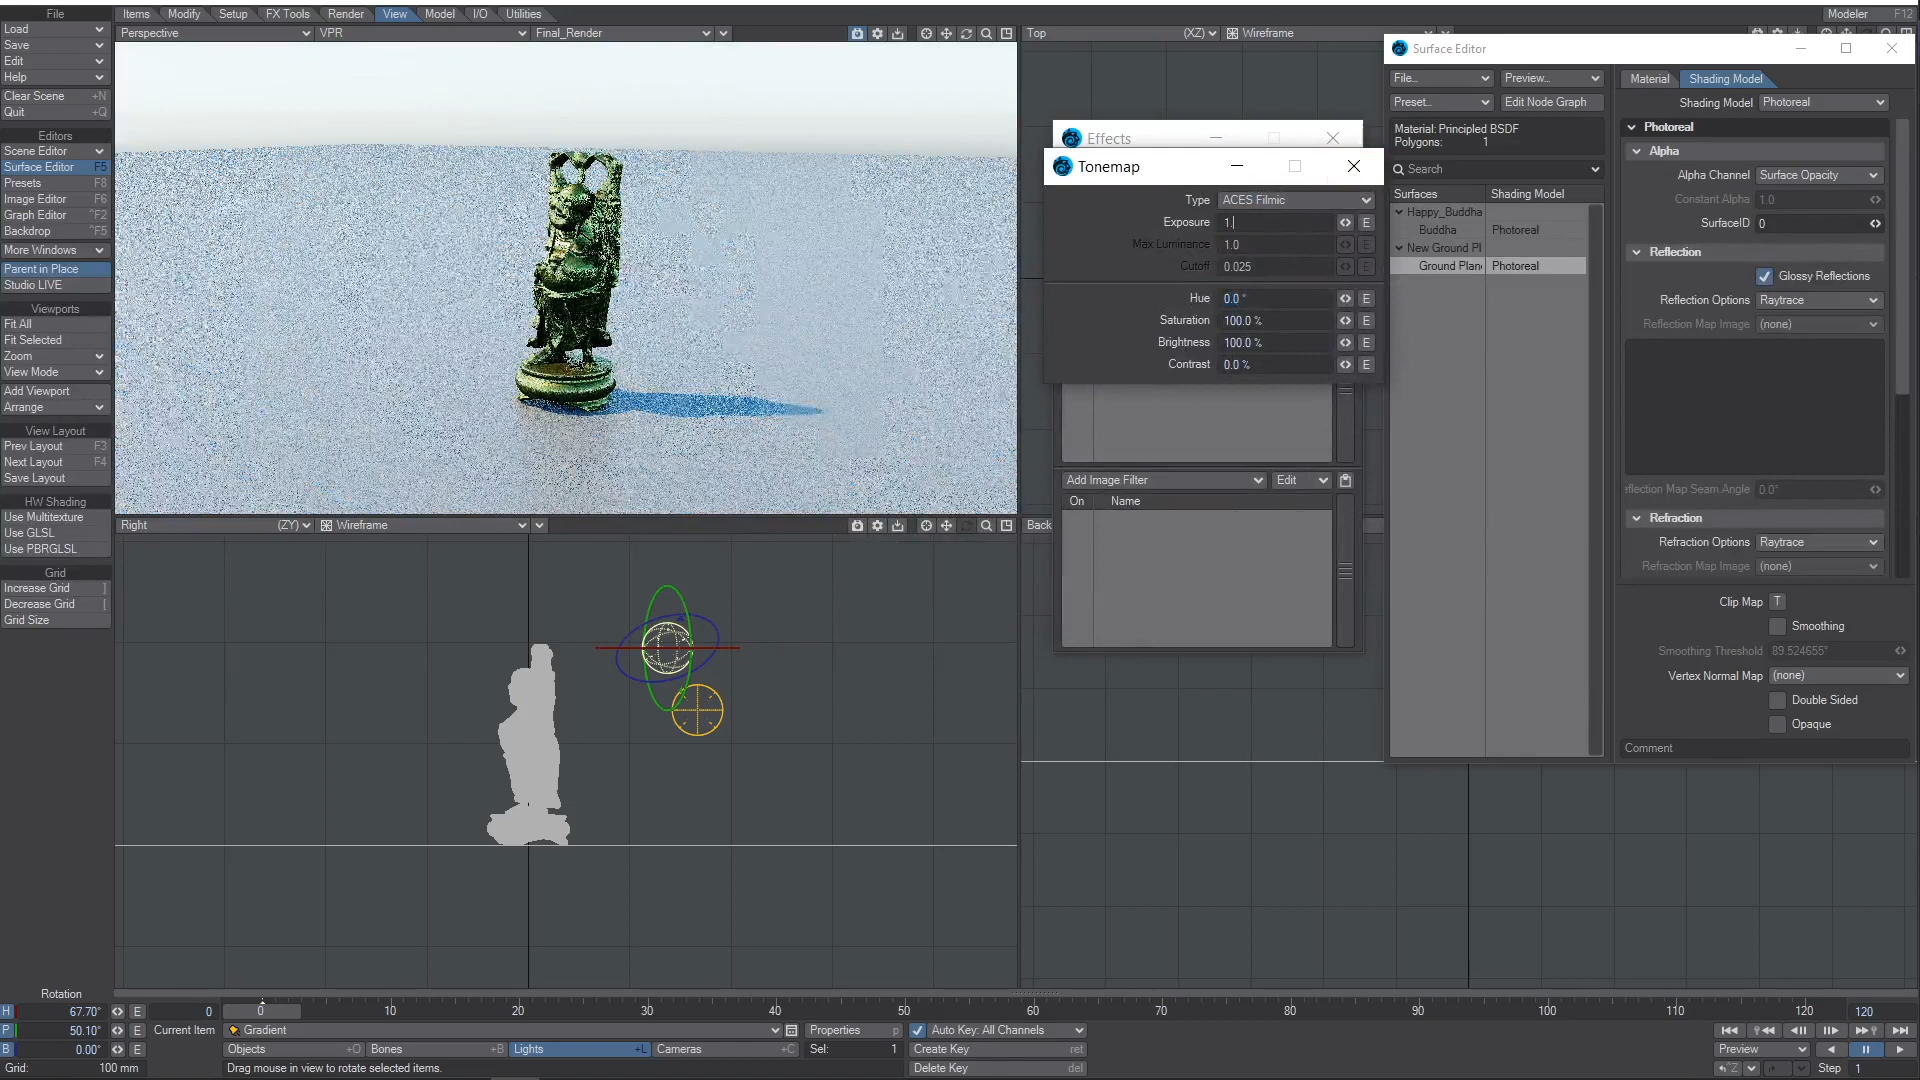 Items Modify Setup FX Tools Render View Model I/O Utilities Modeler F12
File
Load
Save
Edit
Help
Clear Scene +N
Quit +Q
Editors
Scene Editor
Surface Editor F5
Presets F8
Image Editor F6
Graph Editor ^F2
Backdrop ^F5
More Windows
Parent in Place
Studio LIVE
Viewports
Fit All
Fit Selected
Zoom
View Mode
Add Viewport
Arrange
View Layout
Prev Layout F3
Next Layout F4
Save Layout
HW Shading
Use Multitexture
Use GLSL
Use PBRGLSL
Grid
Increase Grid ]
Decrease Grid [
Grid Size
Perspective VPR Final_Render
Top (XZ) Wireframe
Right (ZY) Wireframe
Back
Effects
Tonemap
Type ACES Filmic
Exposure 1. E
Max Luminance 1.0 E
Cutoff 0.025 E
Hue 0.0 ° E
Saturation 100.0 % E
Brightness 100.0 % E
Contrast 0.0 % E
Add Image Filter Edit
On Name
Surface Editor
File... Preview...
Preset... Edit Node Graph
Material: Principled BSDF
Polygons: 1
Search
Surfaces Shading Model
Happy_Buddha
Buddha Photoreal
New Ground Pl
Ground Plan Photoreal
Material Shading Model
Shading Model Photoreal
Photoreal
Alpha
Alpha Channel Surface Opacity
Constant Alpha 1.0
SurfaceID 0
Reflection
Glossy Reflections
Reflection Options Raytrace
Reflection Map Image (none)
eflection Map Seam Angle 0.0°
Refraction
Refraction Options Raytrace
Refraction Map Image (none)
Clip Map T
Smoothing
Smoothing Threshold 89.524655°
Vertex Normal Map (none)
Double Sided
Opaque
Comment
Rotation
H 67.70° E
P 50.10° E
B 0.00° E
Grid: 100 mm
0 0 10 20 30 40 50 60 70 80 90 100 110 120 120
Current Item Gradient Properties p Auto Key: All Channels
Objects +O Bones +B Lights +L Cameras +C Sel: 1 Create Key ret Preview
Drag mouse in view to rotate selected items. Delete Key del ^Z Step 1